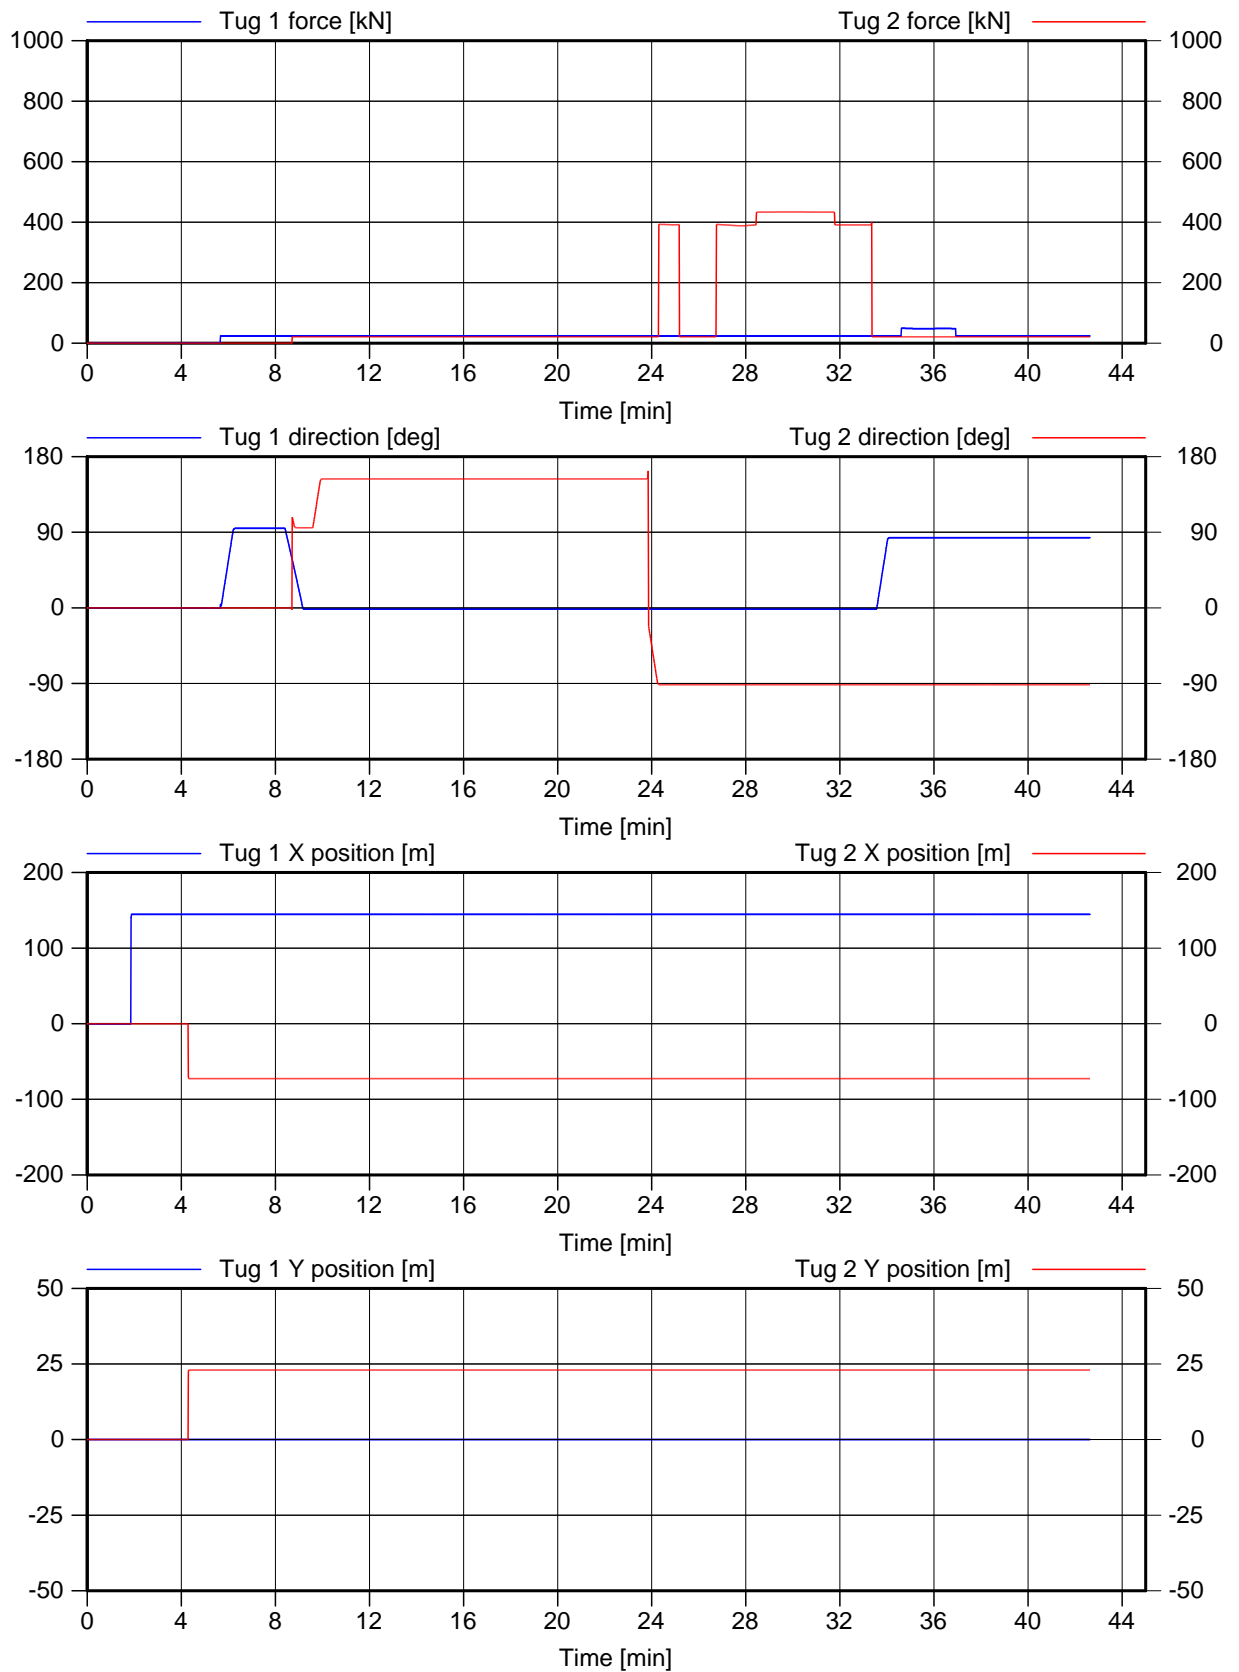 Tug 1 force [kN] Tug 2 force [kN]
1000 1000
800 800
600 600
400 400
200 200
0 0
0 4 8 12 16 20 24 28 32 36 40 44
Time [min]
Tug 1 direction [deg] Tug 2 direction [deg]
180 180
90 90
0 0
-90 -90
-180 -180
0 4 8 12 16 20 24 28 32 36 40 44
Time [min]
Tug 1 X position [m] Tug 2 X position [m]
200 200
100 100
0 0
-100 -100
-200 -200
0 4 8 12 16 20 24 28 32 36 40 44
Time [min]
Tug 1 Y position [m] Tug 2 Y position [m]
50 50
25 25
0 0
-25 -25
-50 -50
0 4 8 12 16 20 24 28 32 36 40 44
Time [min]